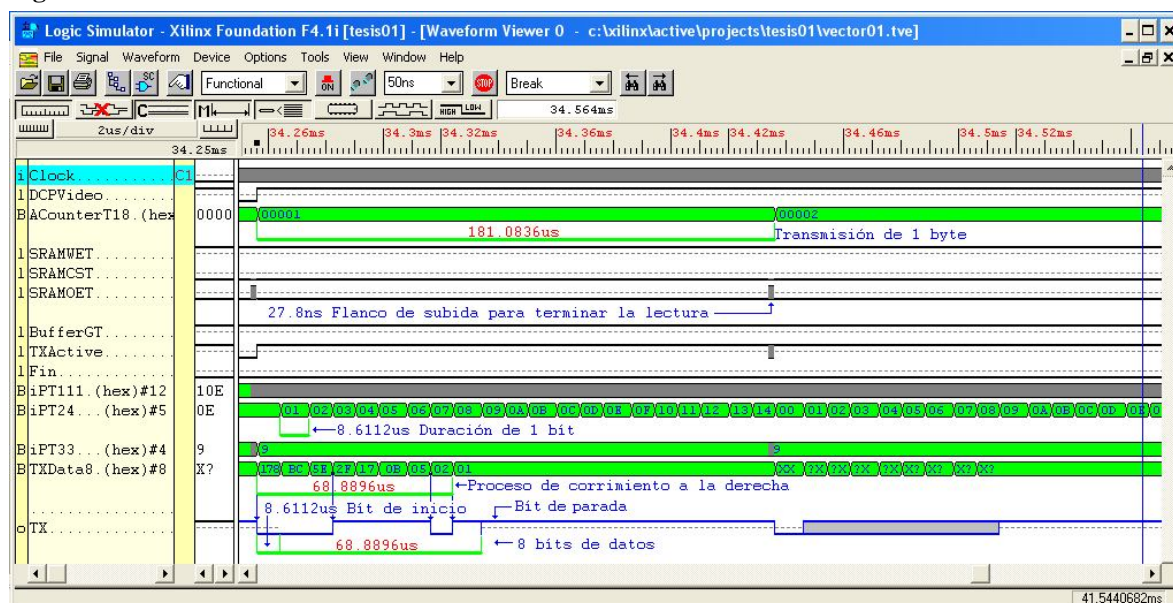 Logic Simulator - Xilinx Foundation F4.1i [tesis01] - [Waveform Viewer 0 - c:\xilinx\active\projects\tesis01\vector01.tve]
File Signal Waveform Device Options Tools View Window Help
SC Functional ON 50ns STOP Break
C M HIGH LOW 34.564ms
2us/div 34.26ms 34.3ms 34.32ms 34.36ms 34.4ms 34.42ms 34.46ms 34.5ms 34.52ms
34.25ms
i Clock........... C1
l DCPVideo.......
B ACounterT18.(hex 0000 00001 00002
181.0836us Transmisión de 1 byte
l SRAMWET.........
l SRAMCST.........
l SRAMOET.........
27.8ns Flanco de subida para terminar la lectura
l BufferGT........
l TXActive........
l Fin.............
B iPT111.(hex)#12 10E
B iPT24...(hex)#5 0E 01 02 03 04 05 06 07 08 09 0A 0B 0C 0D 0E 0F 10 11 12 13 14 00 01 02 03 04 05 06 07 08 09 0A 0B 0C 0D 0E 0
←8.6112us Duración de 1 bit
B iPT33...(hex)#4 9 9 9
B TXData8.(hex)#8 X? 178 BC 5E 2F 17 0B 05 02 01 XX ?X ?X ?X ?X X? X? X? X? X?
68.8896us ←Proceso de corrimiento a la derecha
8.6112us Bit de inicio Bit de parada
o TX..............
68.8896us ← 8 bits de datos
41.5440682ms